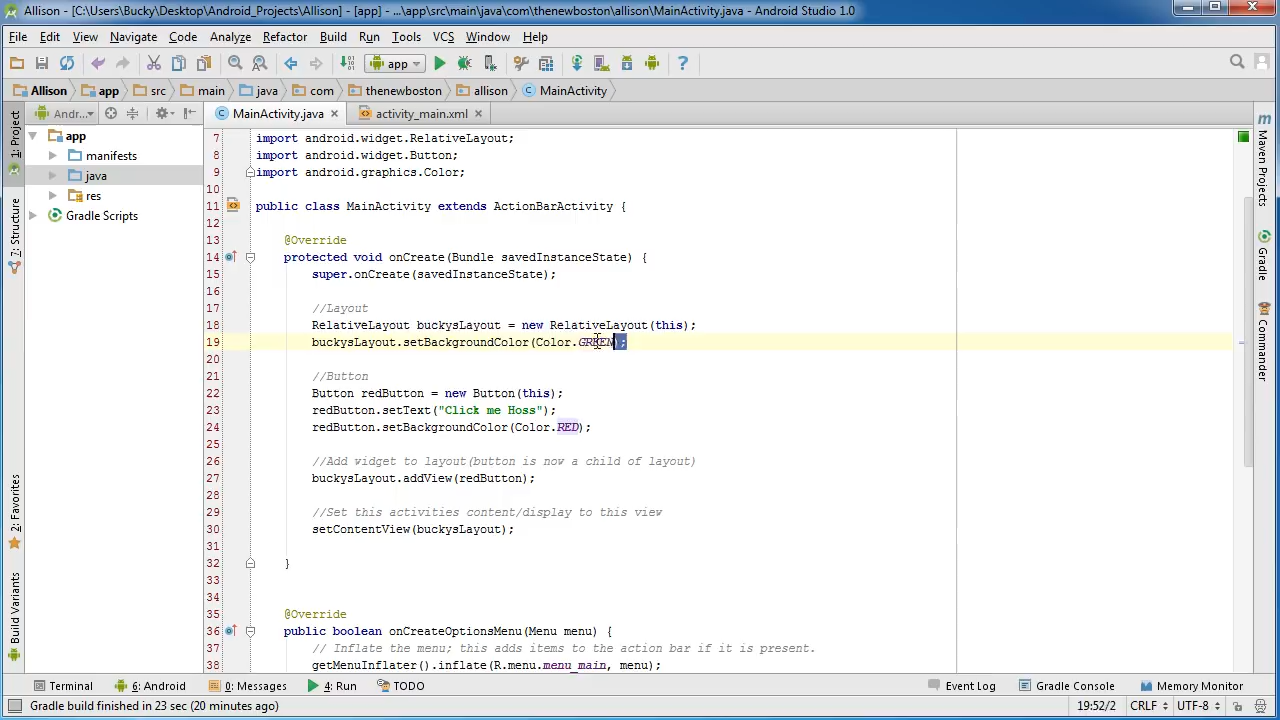 Allison - [C:\Users\Bucky\Desktop\Android_Projects\Allison] - [app] - ...\app\src\main\java\com\thenewboston\allison\MainActivity.java - Android Studio 1.0
File Edit View Navigate Code Analyze Refactor Build Run Tools VCS Window Help
app
Allison app src main java com thenewboston allison MainActivity
Andr... MainActivity.java activity_main.xml
1: Project
7: Structure
2: Favorites
Build Variants
app
manifests
java
res
Gradle Scripts
7 import android.widget.RelativeLayout;
8 import android.widget.Button;
9 import android.graphics.Color;
10
11 public class MainActivity extends ActionBarActivity {
12
13 @Override
14 protected void onCreate(Bundle savedInstanceState) {
15 super.onCreate(savedInstanceState);
16
17 //Layout
18 RelativeLayout buckysLayout = new RelativeLayout(this);
19 buckysLayout.setBackgroundColor(Color.GREEN);
20
21 //Button
22 Button redButton = new Button(this);
23 redButton.setText("Click me Hoss");
24 redButton.setBackgroundColor(Color.RED);
25
26 //Add widget to layout(button is now a child of layout)
27 buckysLayout.addView(redButton);
28
29 //Set this activities content/display to this view
30 setContentView(buckysLayout);
31
32 }
33
34
35 @Override
36 public boolean onCreateOptionsMenu(Menu menu) {
37 // Inflate the menu; this adds items to the action bar if it is present.
38 getMenuInflater().inflate(R.menu.menu_main, menu);
m Maven Projects
Gradle
Commander
Terminal 6: Android 0: Messages 4: Run TODO Event Log Gradle Console Memory Monitor
Gradle build finished in 23 sec (20 minutes ago) 19:52/2 CRLF UTF-8